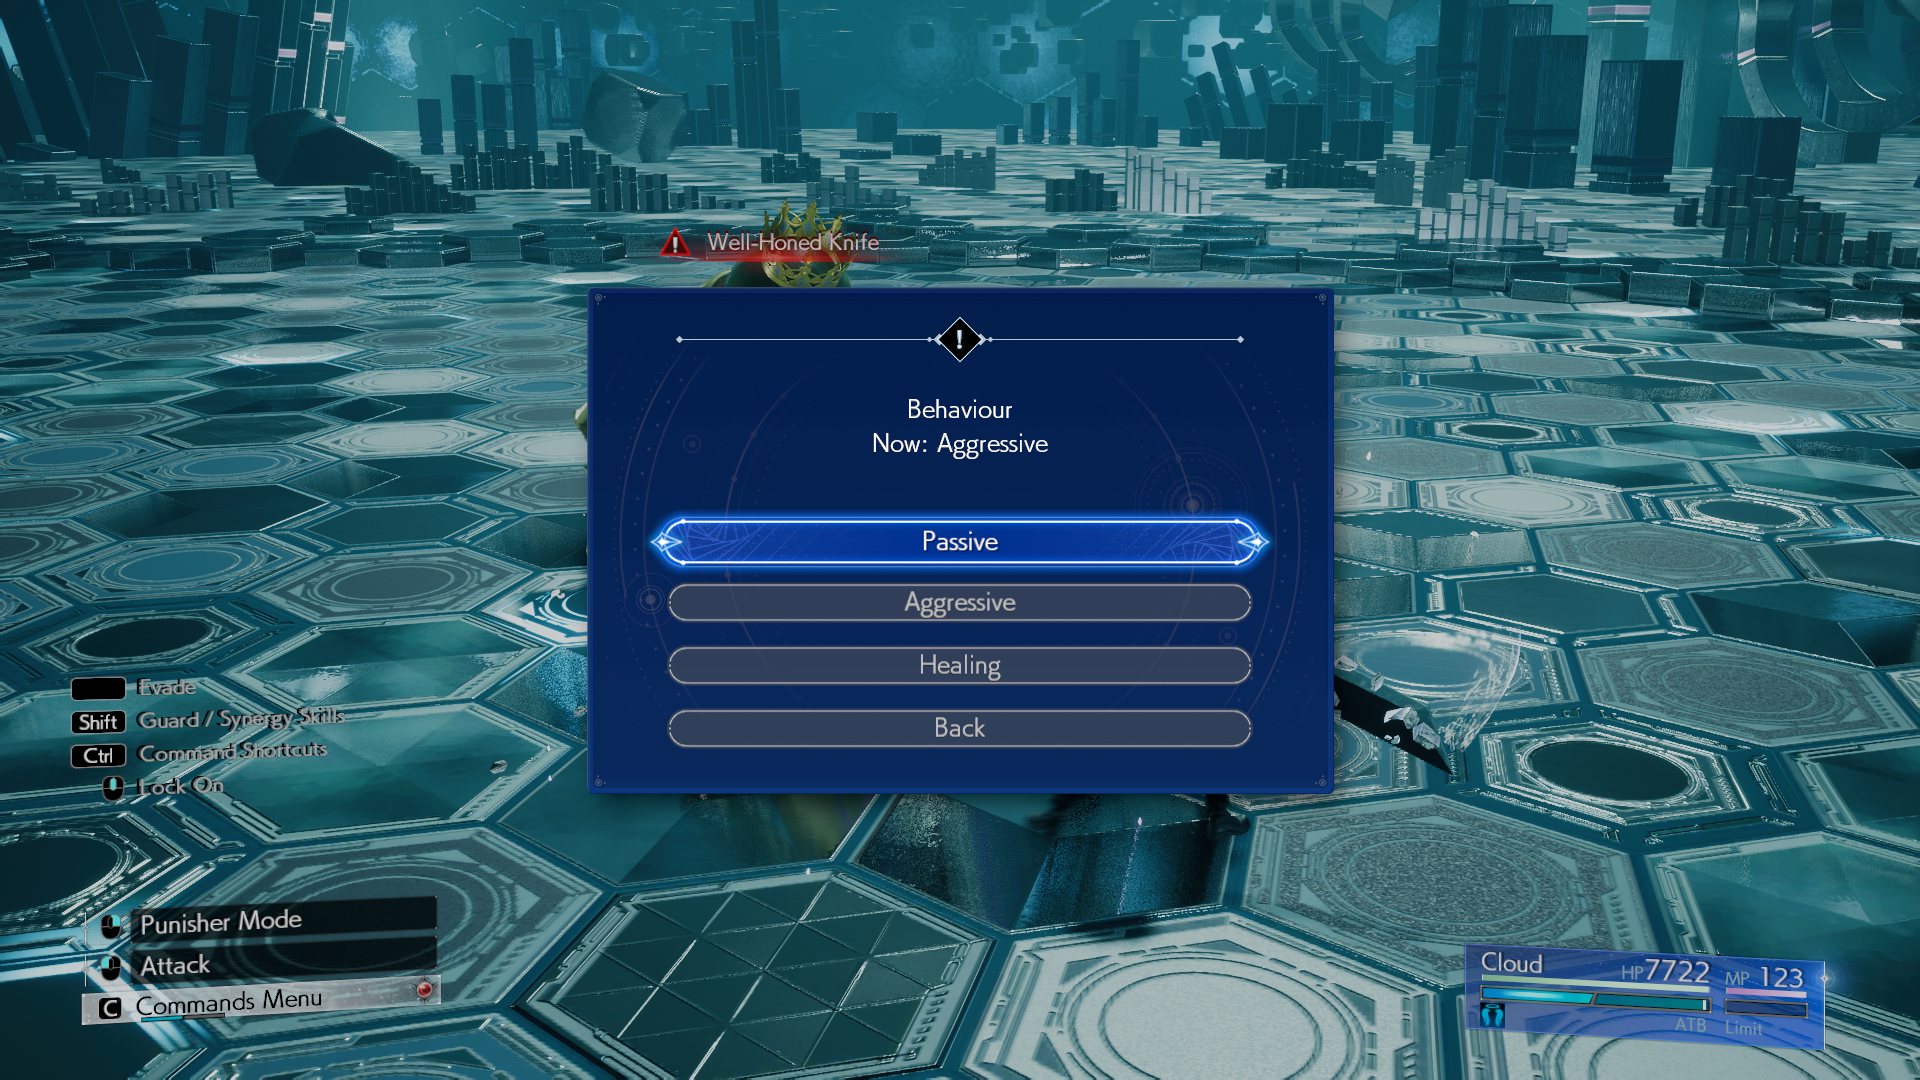 Well-Honed Knife
!
Behaviour
Now: Aggressive
Passive
Aggressive
Healing
Back
Evade
Shift Guard / Synergy Skills
Ctrl Command Shortcuts
Lock On
Punisher Mode
Attack
C Commands Menu
Cloud HP 7722 MP 123
ATB Limit